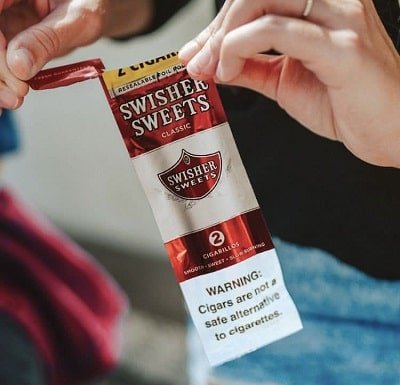 2 CIGAR
RESEALABLE FOIL
SWISHER
SWEETS
CLASSIC
SWISHER
SWEETS
2
CIGARILLOS
SMOOTH • SWEET • SLOW BURNING
WARNING:
Cigars are not a
safe alternative
to cigarettes.